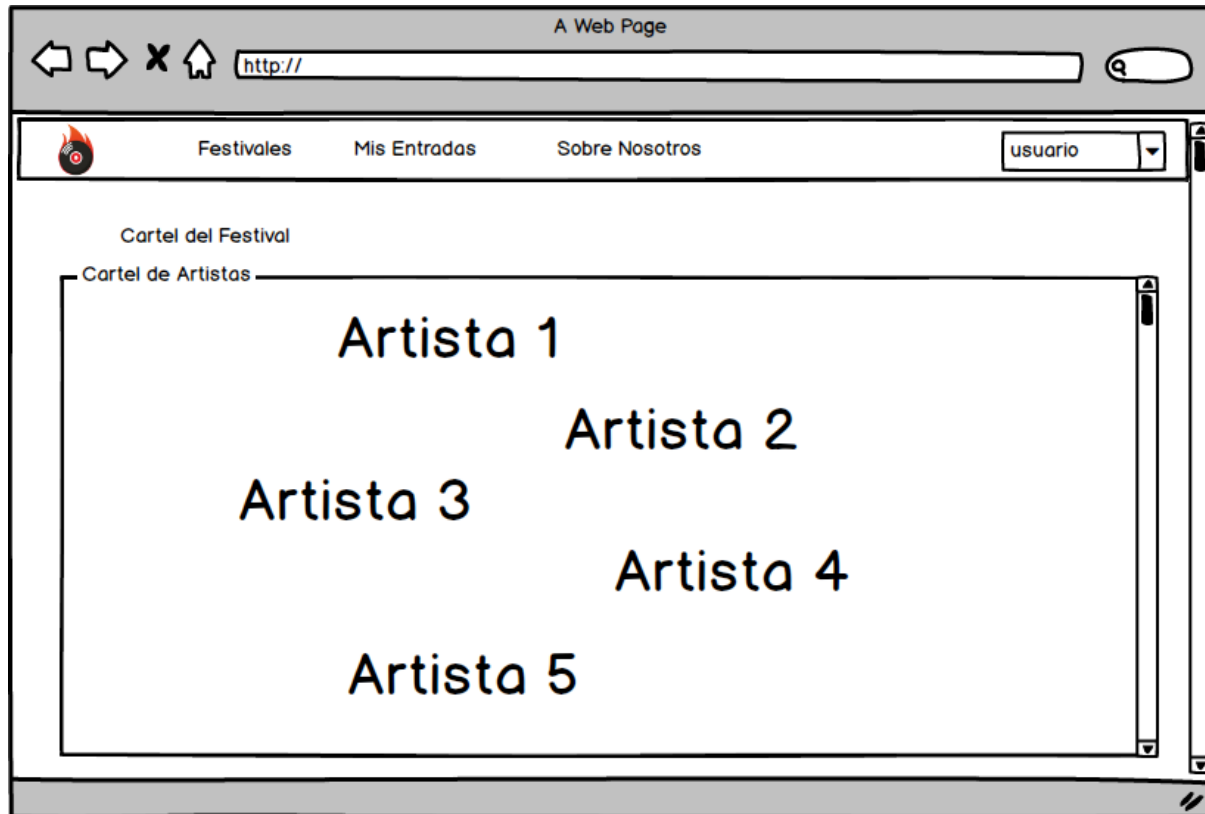 A Web Page
http://
Festivales Mis Entradas Sobre Nosotros usuario
Cartel del Festival
Cartel de Artistas
Artista 1
Artista 2
Artista 3
Artista 4
Artista 5